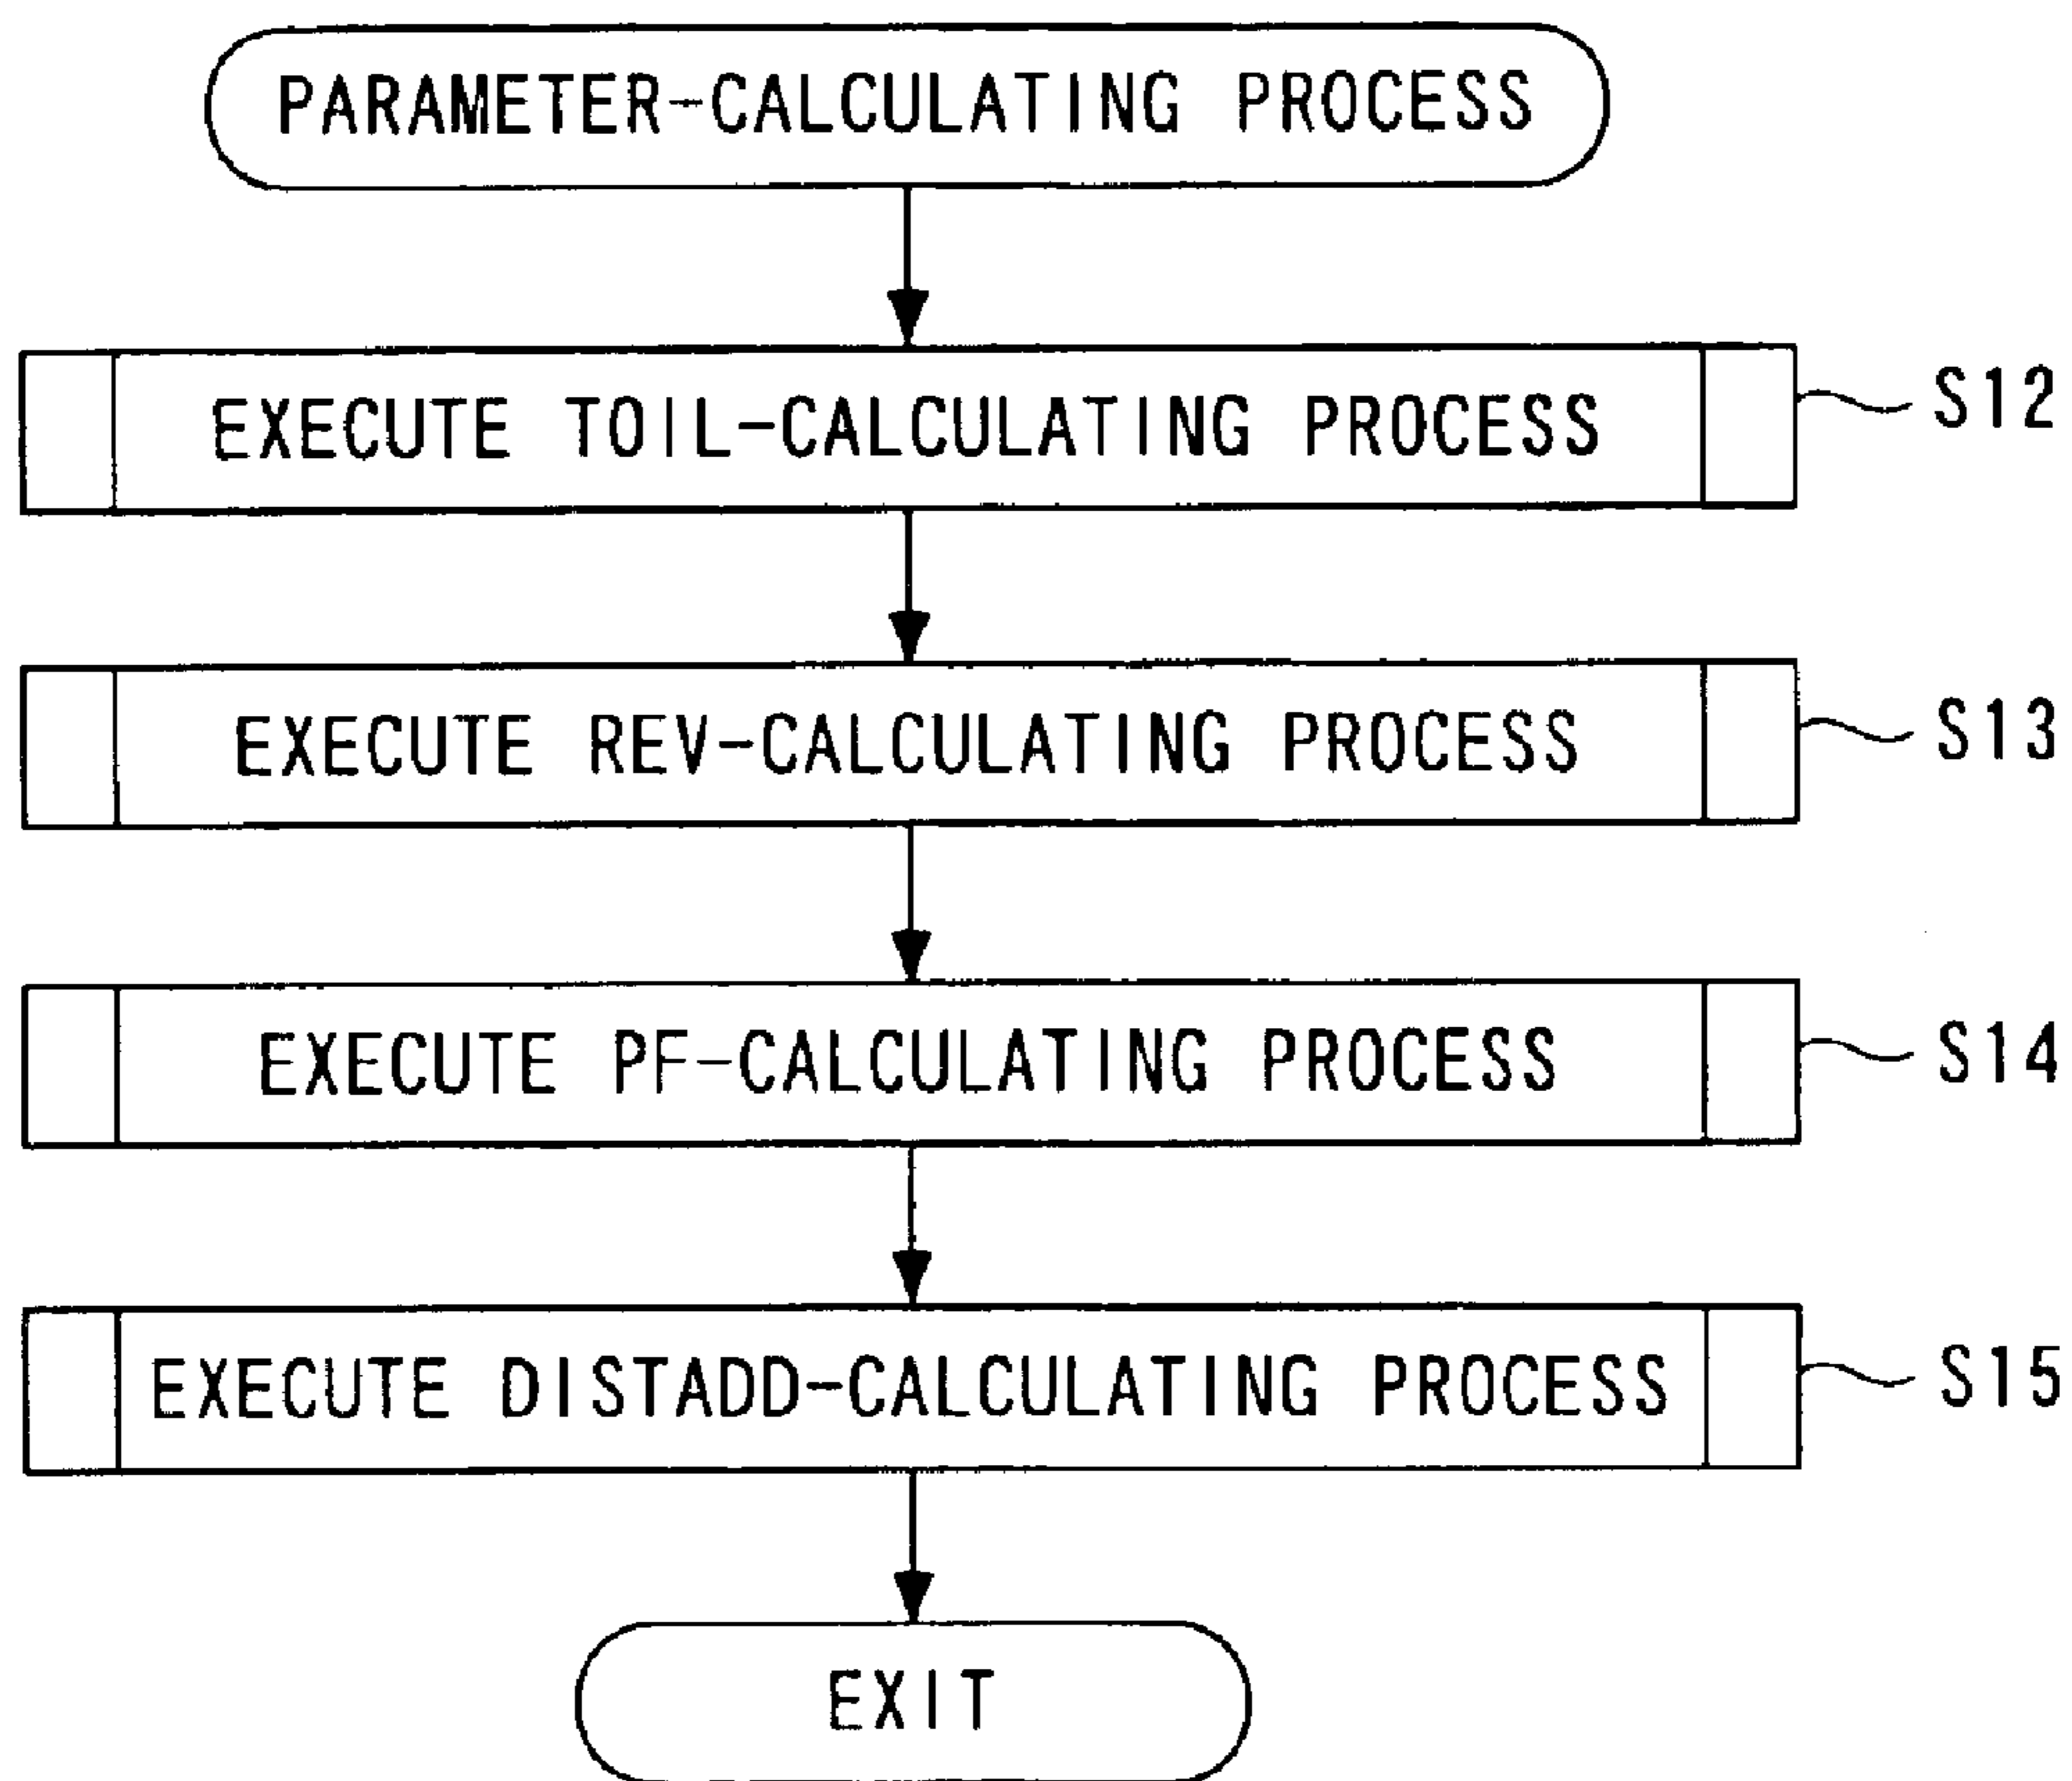 PARAMETER-CALCULATING PROCESS
EXECUTE TOIL-CALCULATING PROCESS
S12
EXECUTE REV-CALCULATING PROCESS
S13
EXECUTE PF-CALCULATING PROCESS
S14
EXECUTE DISTADD-CALCULATING PROCESS
S15
EXIT